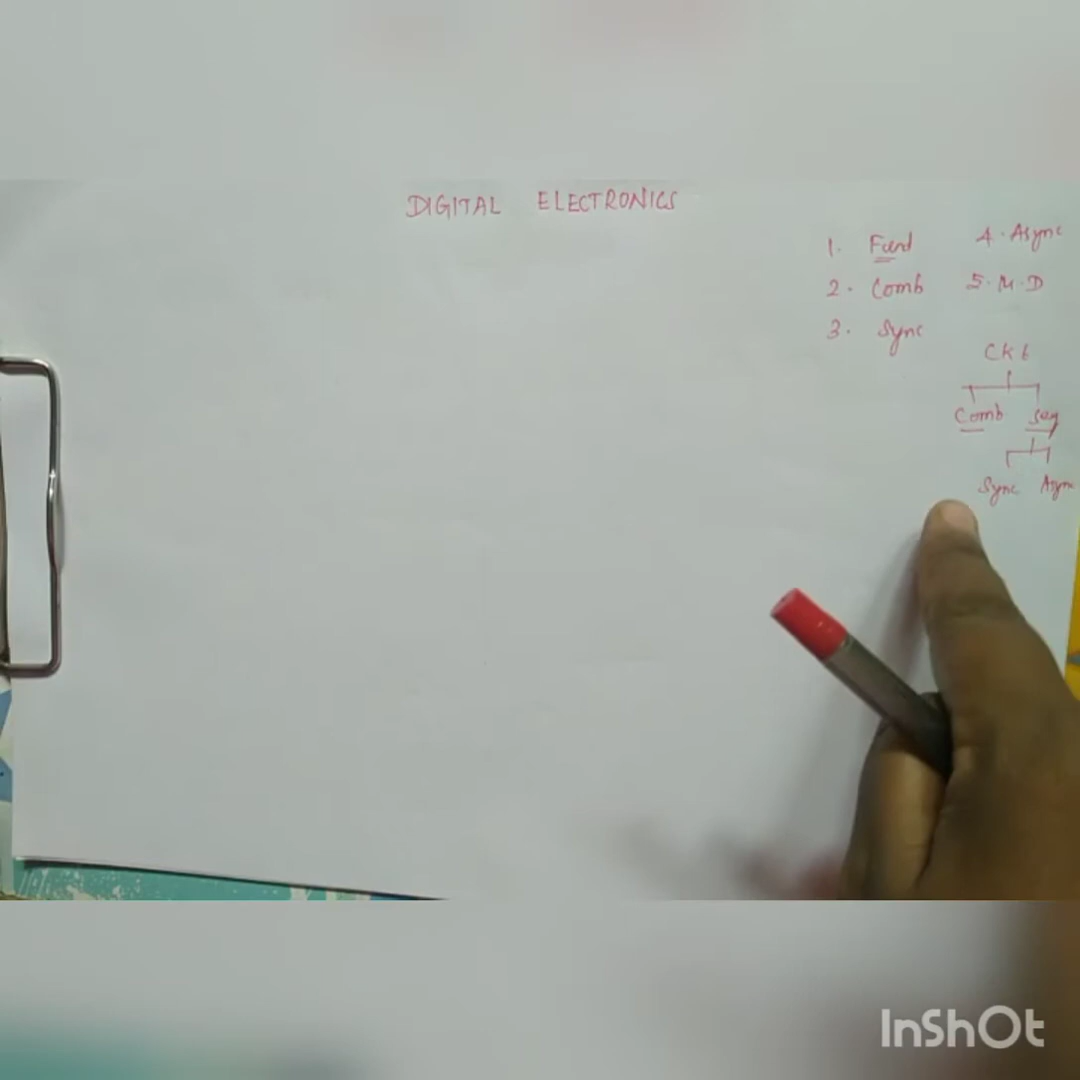 DIGITAL ELECTRONICS
1. Fund
2. Comb
3. Sync
4. Async
5. M.D
Ckt
Comb Seq
Sync Async
InShOt